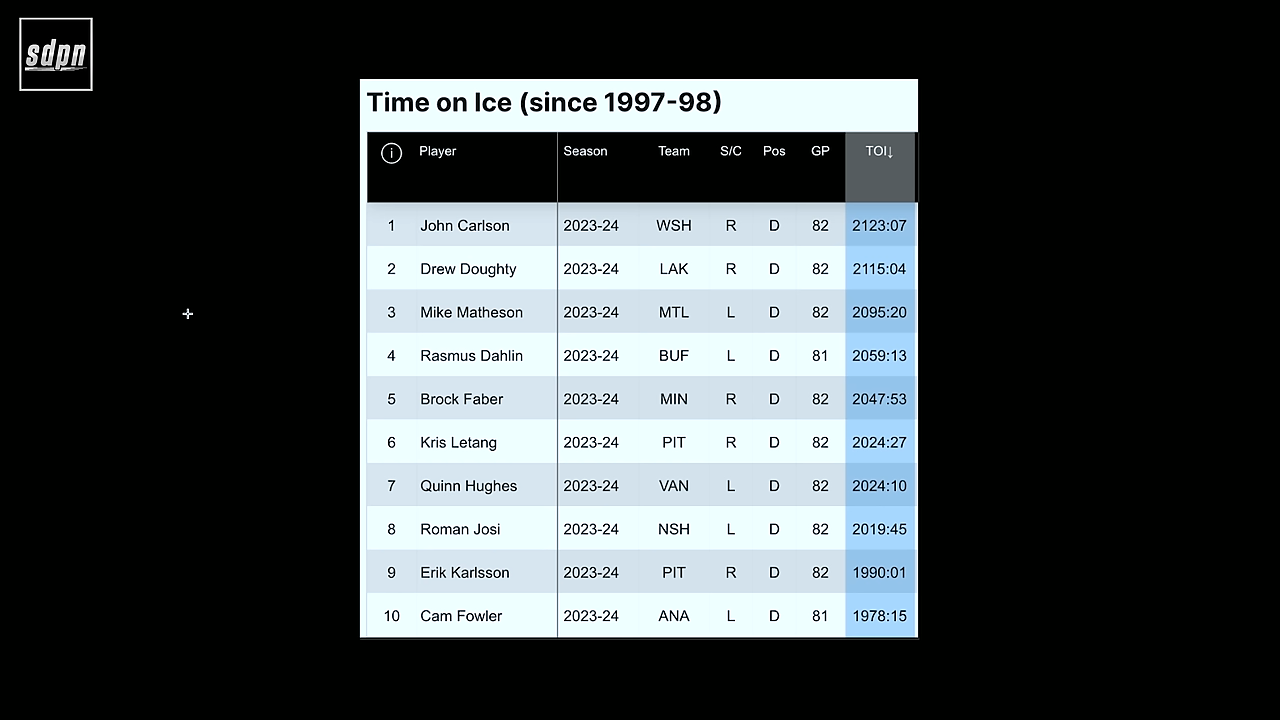 sdpn
Time on Ice (since 1997-98)
i Player Season Team S/C Pos GP TOI↓
1 John Carlson 2023-24 WSH R D 82 2123:07
2 Drew Doughty 2023-24 LAK R D 82 2115:04
3 Mike Matheson 2023-24 MTL L D 82 2095:20
4 Rasmus Dahlin 2023-24 BUF L D 81 2059:13
5 Brock Faber 2023-24 MIN R D 82 2047:53
6 Kris Letang 2023-24 PIT R D 82 2024:27
7 Quinn Hughes 2023-24 VAN L D 82 2024:10
8 Roman Josi 2023-24 NSH L D 82 2019:45
9 Erik Karlsson 2023-24 PIT R D 82 1990:01
10 Cam Fowler 2023-24 ANA L D 81 1978:15